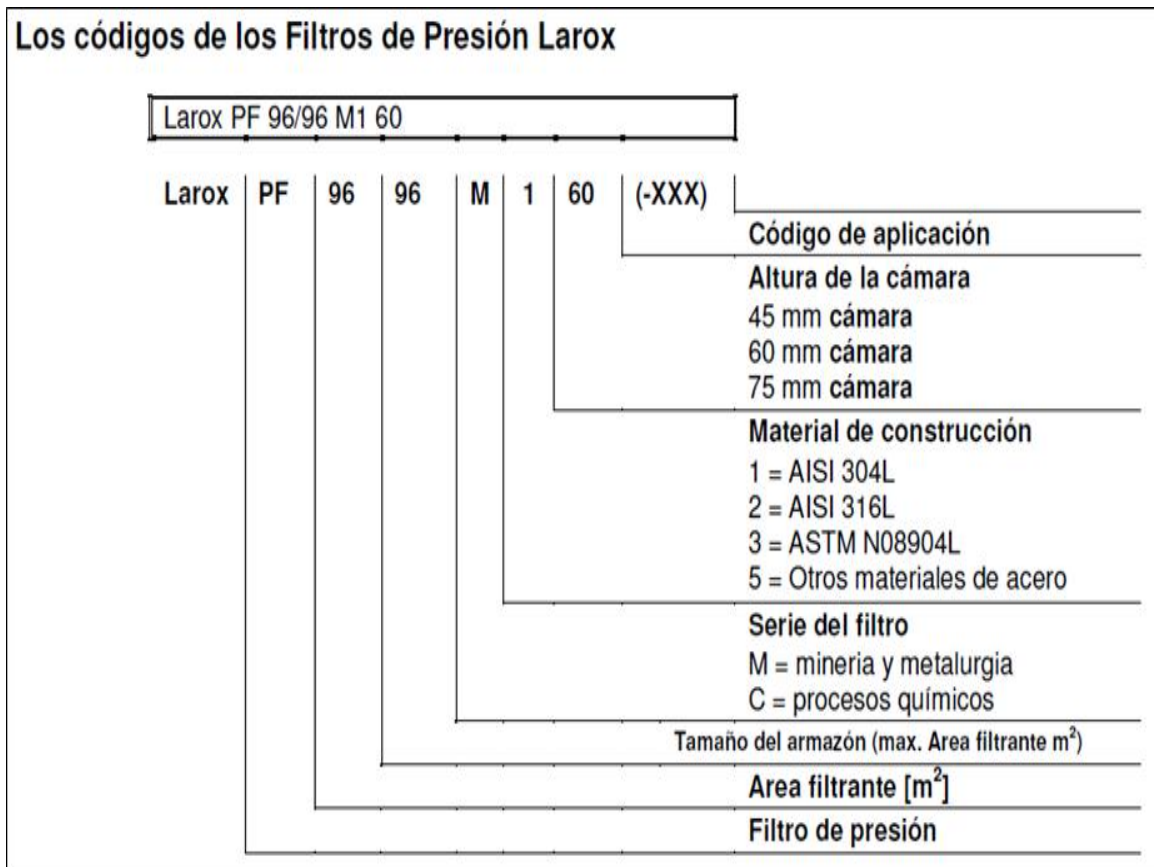 Los códigos de los Filtros de Presión Larox
Larox PF 96/96 M1 60
Larox PF 96 96 M 1 60 (-XXX)
Código de aplicación
Altura de la cámara
45 mm cámara
60 mm cámara
75 mm cámara
Material de construcción
1 = AISI 304L
2 = AISI 316L
3 = ASTM N08904L
5 = Otros materiales de acero
Serie del filtro
M = mineria y metalurgia
C = procesos químicos
Tamaño del armazón (max. Area filtrante m²)
Area filtrante [m²]
Filtro de presión